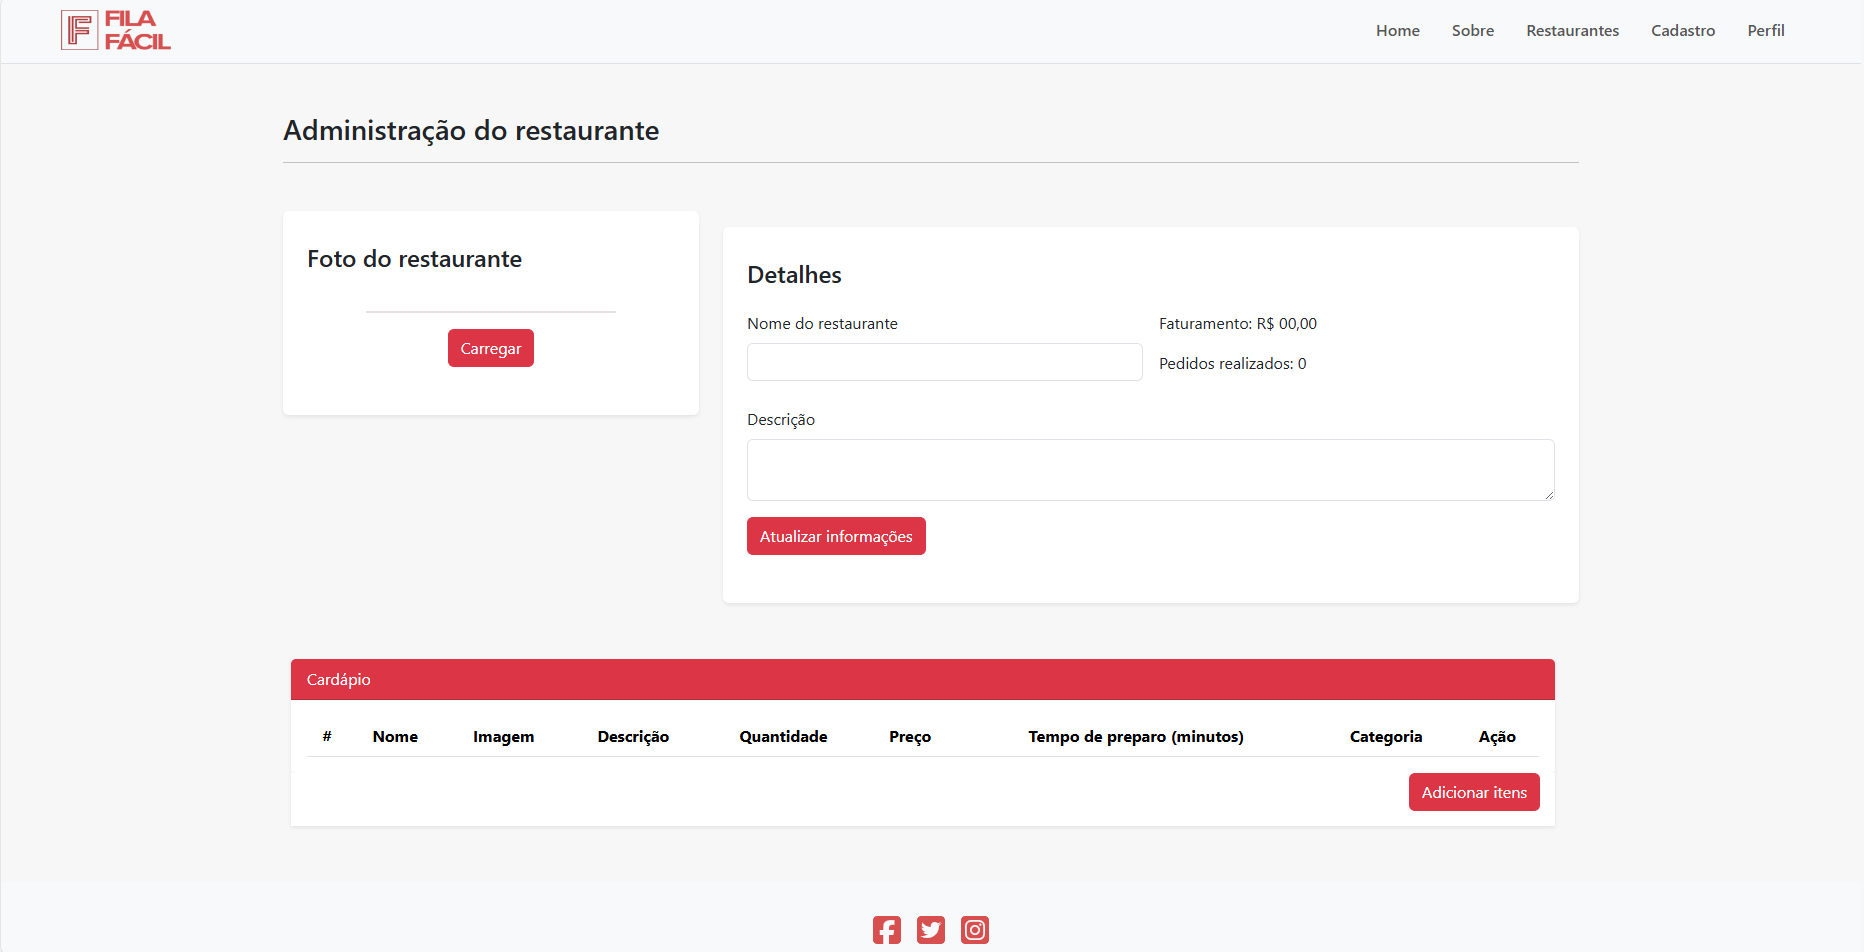 FILA
FÁCIL
Home Sobre Restaurantes Cadastro Perfil
Administração do restaurante
Foto do restaurante
Carregar
Detalhes
Nome do restaurante
Faturamento: R$ 00,00
Pedidos realizados: 0
Descrição
Atualizar informações
Cardápio
# Nome Imagem Descrição Quantidade Preço Tempo de preparo (minutos) Categoria Ação
Adicionar itens